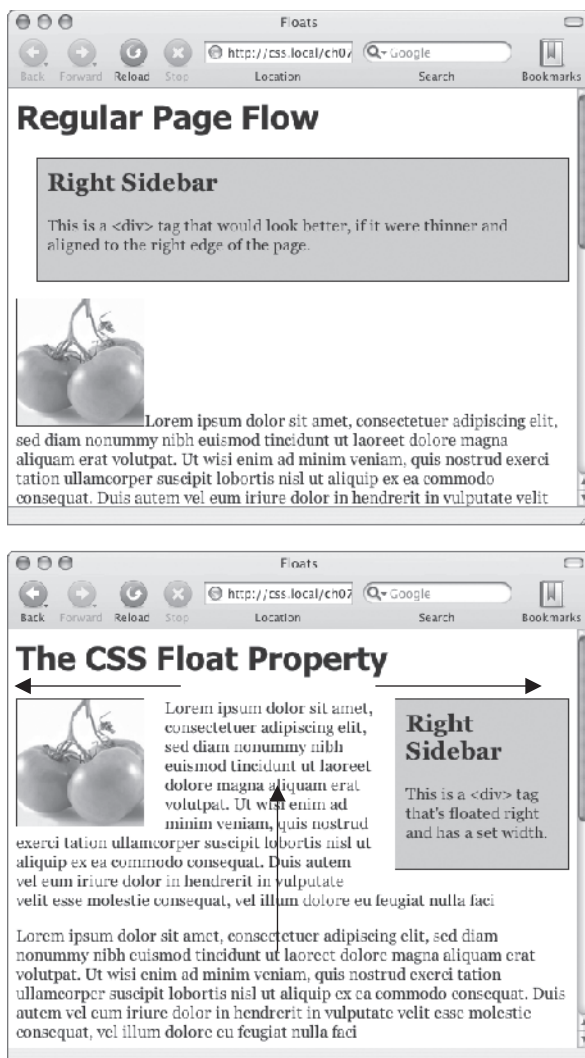 Floats
http://css.local/ch07
Google
Back Forward Reload Stop Location Search Bookmarks
Regular Page Flow
Right Sidebar
This is a <div> tag that would look better, if it were thinner and
aligned to the right edge of the page.
Lorem ipsum dolor sit amet, consectetuer adipiscing elit,
sed diam nonummy nibh euismod tincidunt ut laoreet dolore magna
aliquam erat volutpat. Ut wisi enim ad minim veniam, quis nostrud exerci
tation ullamcorper suscipit lobortis nisl ut aliquip ex ea commodo
consequat. Duis autem vel eum iriure dolor in hendrerit in vulputate velit
Floats
http://css.local/ch07
Google
Back Forward Reload Stop Location Search Bookmarks
The CSS Float Property
Lorem ipsum dolor sit amet,
consectetuer adipiscing elit,
sed diam nonummy nibh
euismod tincidunt ut laoreet
dolore magna aliquam erat
volutpat. Ut wisi enim ad
minim veniam, quis nostrud
exerci tation ullamcorper suscipit lobortis nisl ut
aliquip ex ea commodo consequat. Duis autem
vel eum iriure dolor in hendrerit in vulputate
velit esse molestie consequat, vel illum dolore eu feugiat nulla faci
Right
Sidebar
This is a <div> tag
that's floated right
and has a set width.
Lorem ipsum dolor sit amet, consectetuer adipiscing elit, sed diam
nonummy nibh euismod tincidunt ut laoreet dolore magna aliquam erat
volutpat. Ut wisi enim ad minim veniam, quis nostrud exerci tation
ullamcorper suscipit lobortis nisl ut aliquip ex ea commodo consequat. Duis
autem vel eum iriure dolor in hendrerit in vulputate velit esse molestie
consequat, vel illum dolore eu feugiat nulla faci